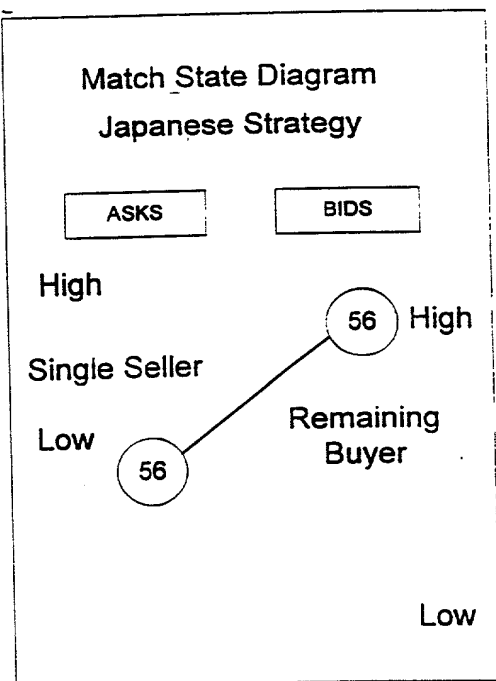 Match State Diagram
Japanese Strategy
ASKS BIDS
High
56 High
Single Seller
Low
Remaining
Buyer
56
Low